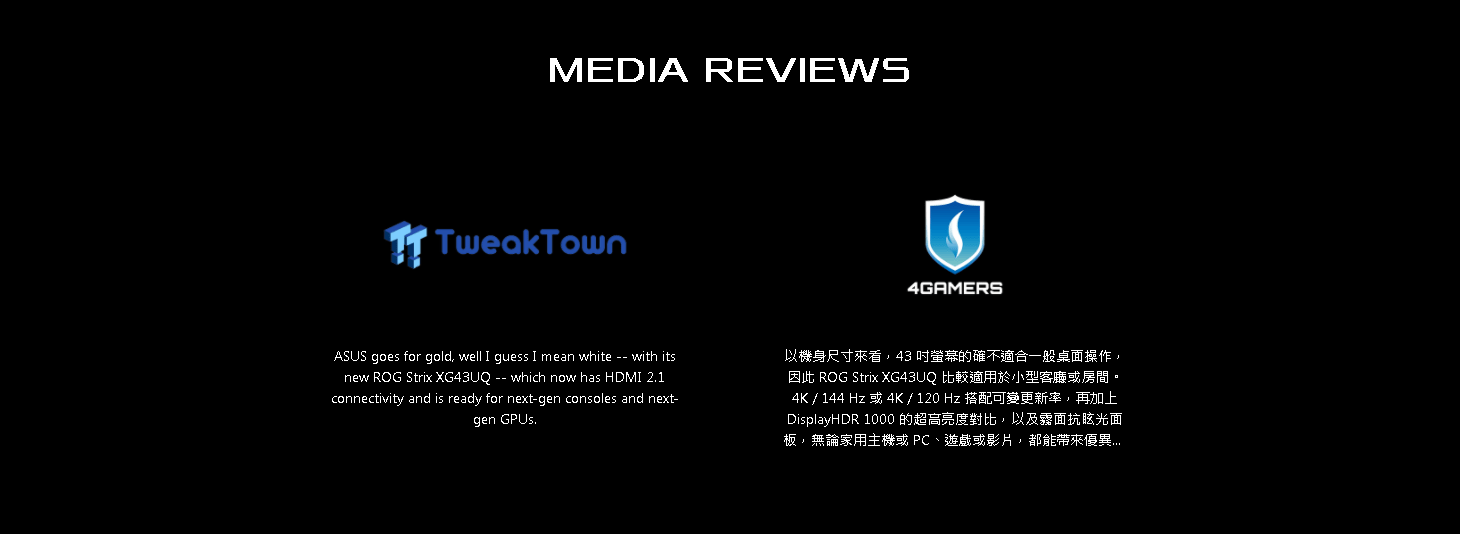 MEDIA REVIEWS
TweakTown
4GAMERS
ASUS goes for gold, well I guess I mean white -- with its
new ROG Strix XG43UQ -- which now has HDMI 2.1
connectivity and is ready for next-gen consoles and next-
gen GPUs.
以機身尺寸來看，43 吋螢幕的確不適合一般桌面操作，
因此 ROG Strix XG43UQ 比較適用於小型客廳或房間。
4K / 144 Hz 或 4K / 120 Hz 搭配可變更新率，再加上
DisplayHDR 1000 的超高亮度對比，以及霧面抗眩光面
板，無論家用主機或 PC、遊戲或影片，都能帶來優異...